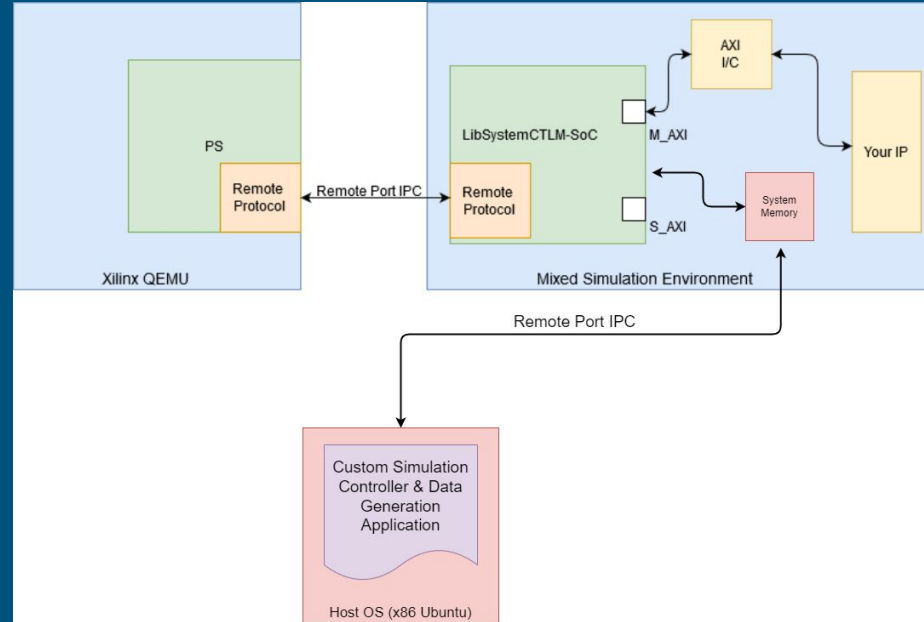 PS
Remote
Protocol
Xilinx QEMU
Remote Port IPC
LibSystemCTLM-SoC
Remote
Protocol
M_AXI
S_AXI
AXI
I/C
Your IP
System
Memory
Mixed Simulation Environment
Remote Port IPC
Custom Simulation
Controller & Data
Generation
Application
Host OS (x86 Ubuntu)